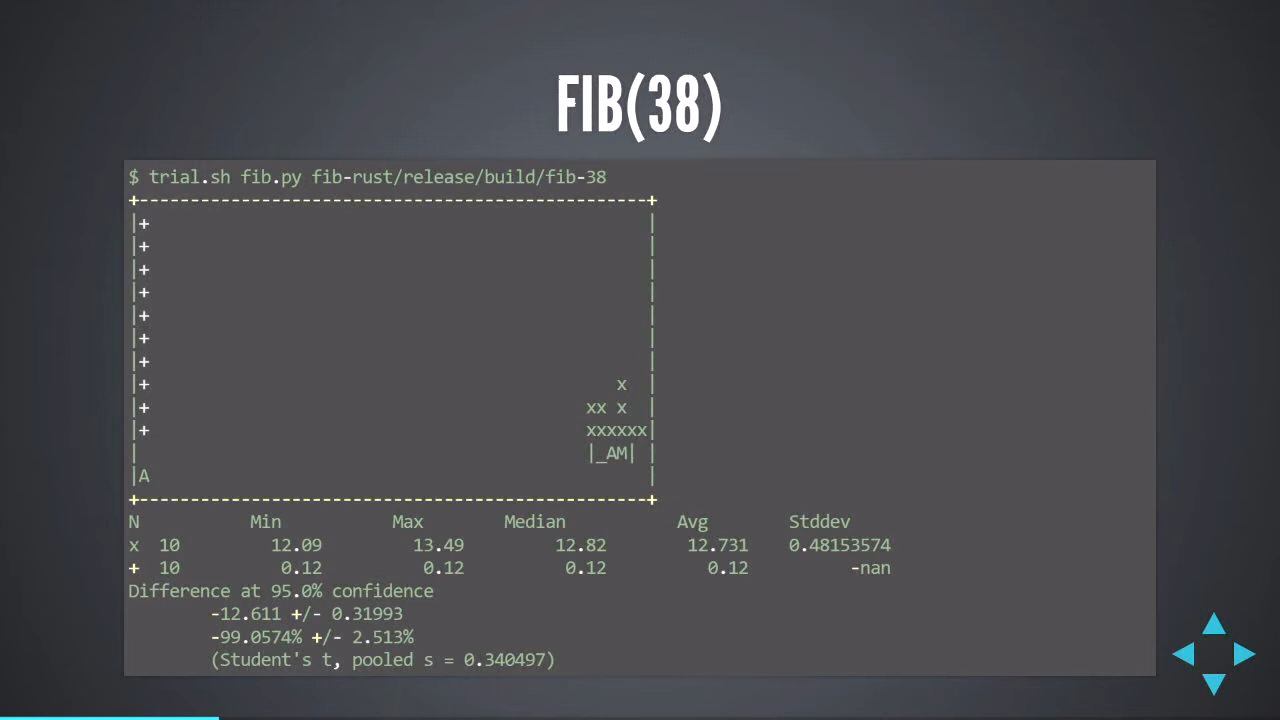 FIB(38)
$ trial.sh fib.py fib-rust/release/build/fib-38
+--------------------------------------------------+
|+                                                 |
|+                                                 |
|+                                                 |
|+                                                 |
|+                                                 |
|+                                                 |
|+                                                 |
|+                                              x  |
|+                                           xx x  |
|+                                           xxxxxx|
|                                            |_AM| |
|A                                                 |
+--------------------------------------------------+
N           Min           Max        Median           Avg        Stddev
x  10         12.09         13.49         12.82        12.731    0.48153574
+  10          0.12          0.12          0.12          0.12          -nan
Difference at 95.0% confidence
        -12.611 +/- 0.31993
        -99.0574% +/- 2.513%
        (Student's t, pooled s = 0.340497)